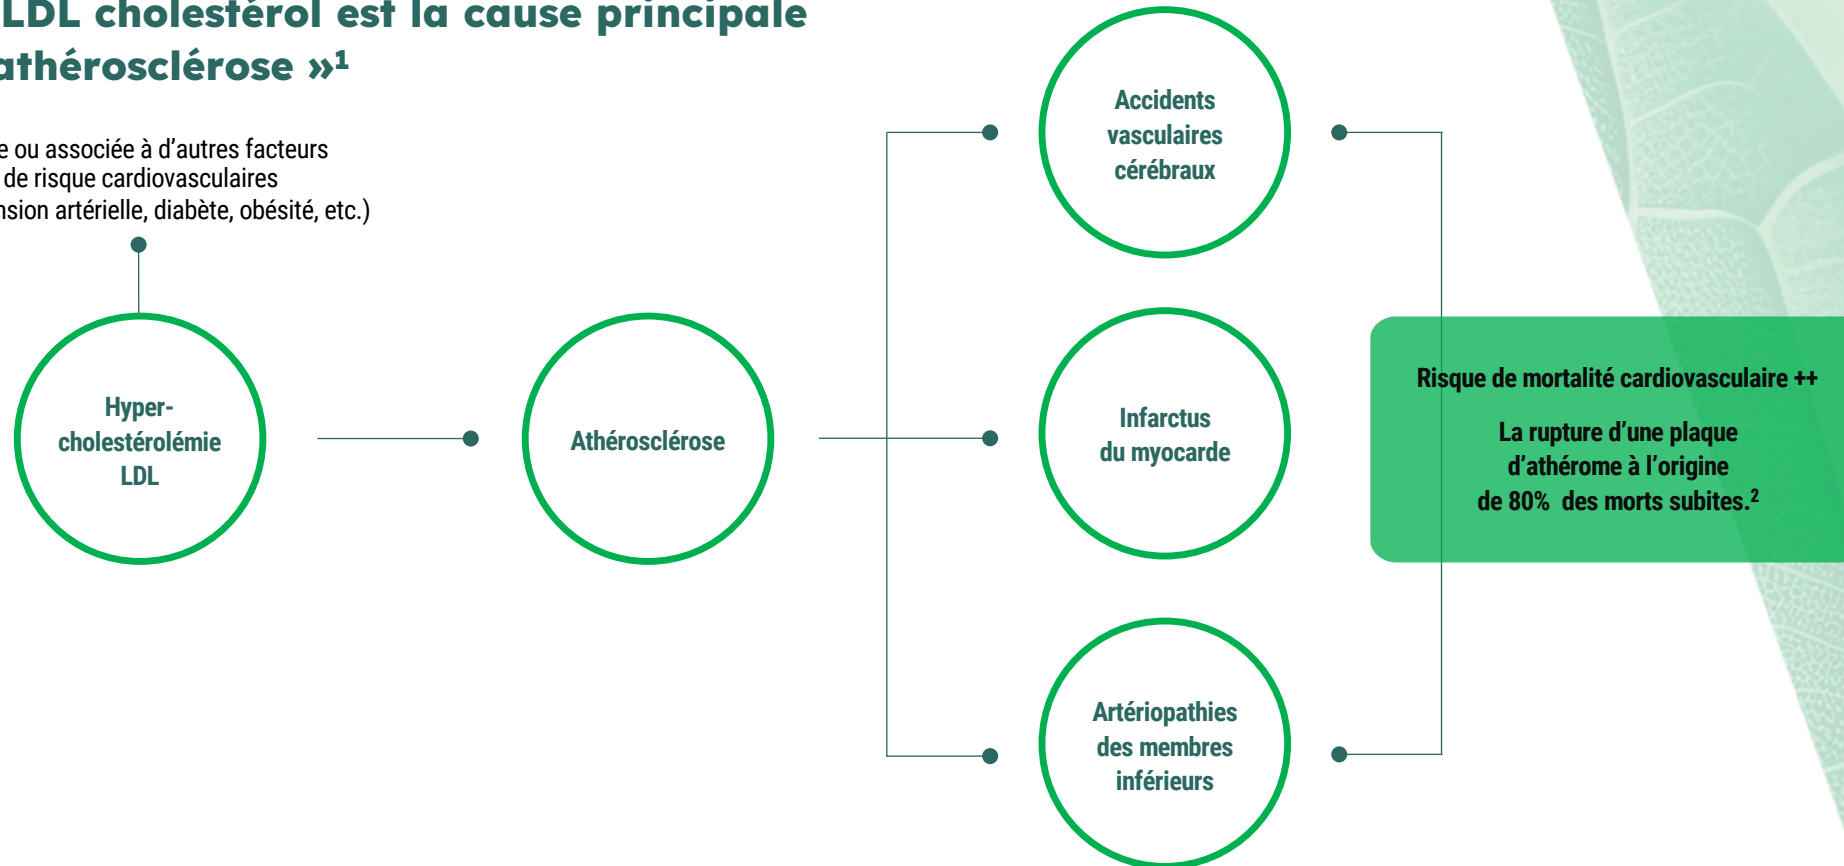 LDL cholestérol est la cause principale
athérosclérose »¹
e ou associée à d’autres facteurs
de risque cardiovasculaires
nsion artérielle, diabète, obésité, etc.)
Hyper-
cholestérolémie
LDL
Athérosclérose
Accidents
vasculaires
cérébraux
Infarctus
du myocarde
Artériopathies
des membres
inférieurs
Risque de mortalité cardiovasculaire ++
La rupture d’une plaque
d’athérome à l’origine
de 80% des morts subites.²